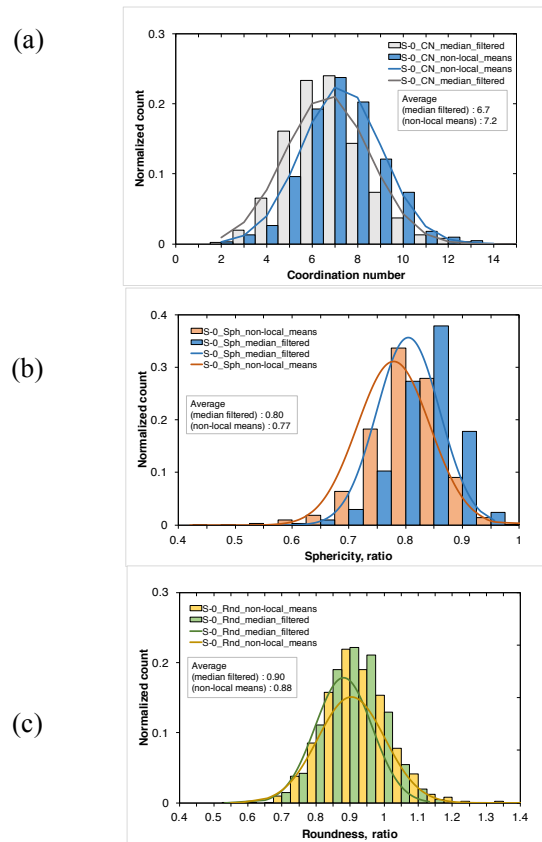 (a)
0.3
0.2
0.1
0
Normalized count
S-0_CN_median_filtered
S-0_CN_non-local_means
S-0_CN_non-local_means
S-0_CN_median_filtered
Average
(median filtered) : 6.7
(non-local means) : 7.2
0 2 4 6 8 10 12 14
Coordination number
(b)
0.4
0.3
0.2
0.1
0
Normalized count
S-0_Sph_non-local_means
S-0_Sph_median_filtered
S-0_Sph_median_filtered
S-0_Sph_non-local_means
Average
(median filtered) : 0.80
(non-local means) : 0.77
0.4 0.5 0.6 0.7 0.8 0.9 1
Sphericity, ratio
(c)
0.3
0.2
0.1
0
Normalized count
S-0_Rnd_non-local_means
S-0_Rnd_median_filtered
S-0_Rnd_median_filtered
S-0_Rnd_non-local_means
Average
(median filtered) : 0.90
(non-local means) : 0.88
0.4 0.5 0.6 0.7 0.8 0.9 1 1.1 1.2 1.3 1.4
Roundness, ratio